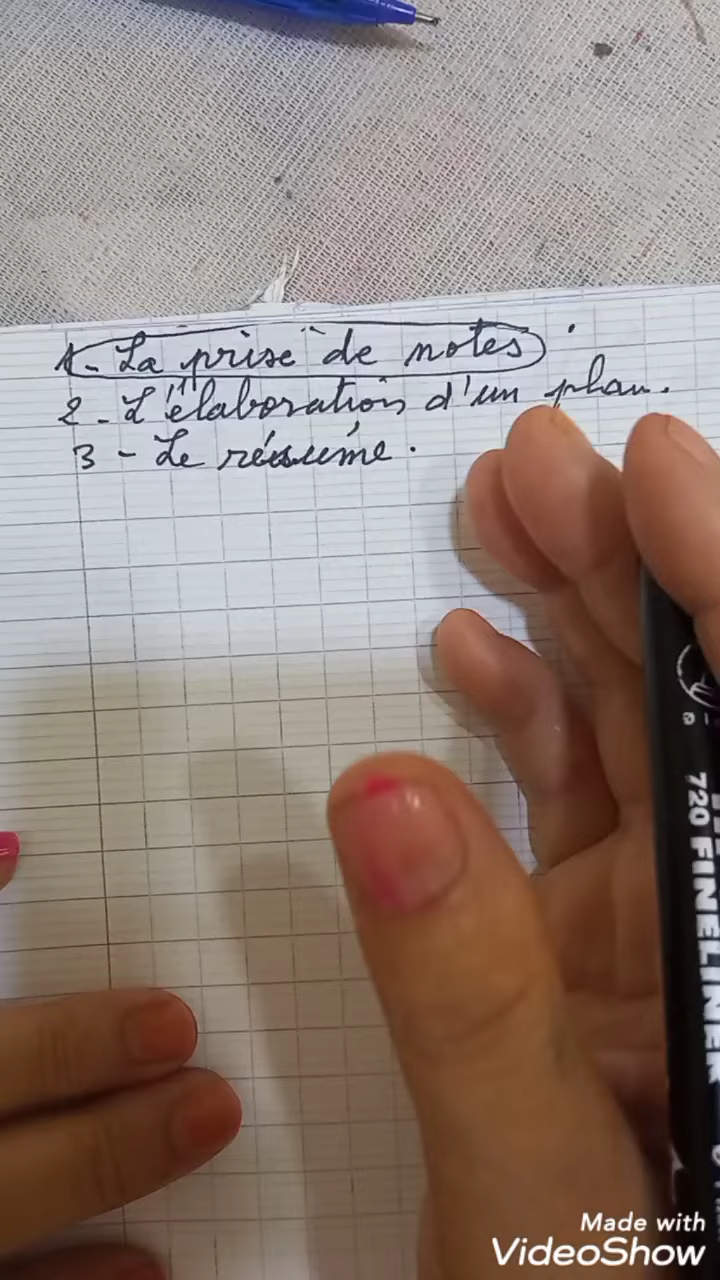 1- La prise de notes.
2- L'élaboration d'un plan.
3- Le résumé.
720 FINELINER
Made with
VideoShow